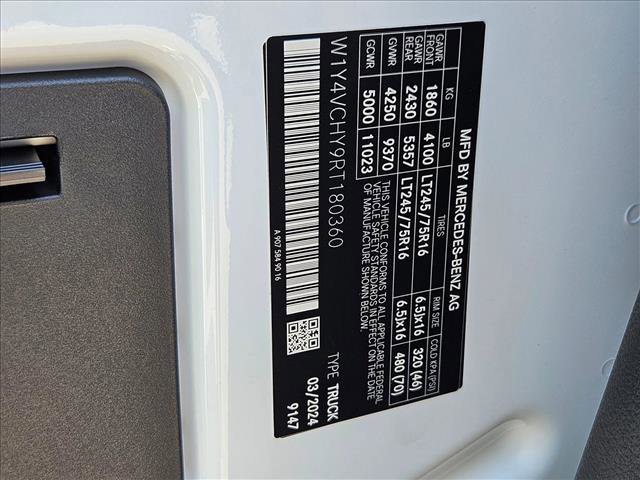 MFD BY MERCEDES-BENZ AG
KG LB TIRES RIM SIZE COLD KPA (PSI)
GAWR FRONT 1860 4100 LT245/75R16 6.5Jx16 320 (46)
GAWR REAR 2430 5357 LT245/75R16 6.5Jx16 480 (70)
GVWR 4250 9370
GCWR 5000 11023
THIS VEHICLE CONFORMS TO ALL APPLICABLE FEDERAL
VEHICLE SAFETY STANDARDS IN EFFECT ON THE DATE
OF MANUFACTURE SHOWN BELOW.
W1Y4VCHY9RT180360
TYPE TRUCK
03/2024
9147
A 907 584 90 16